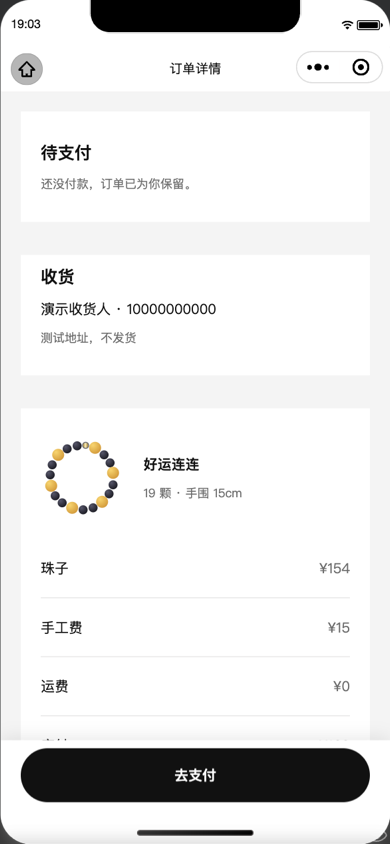 19:03
订单详情
待支付
还没付款，订单已为你保留。
收货
演示收货人 · 10000000000
测试地址，不发货
好运连连
19 颗 · 手围 15cm
珠子
¥154
手工费
¥15
运费
¥0
去支付